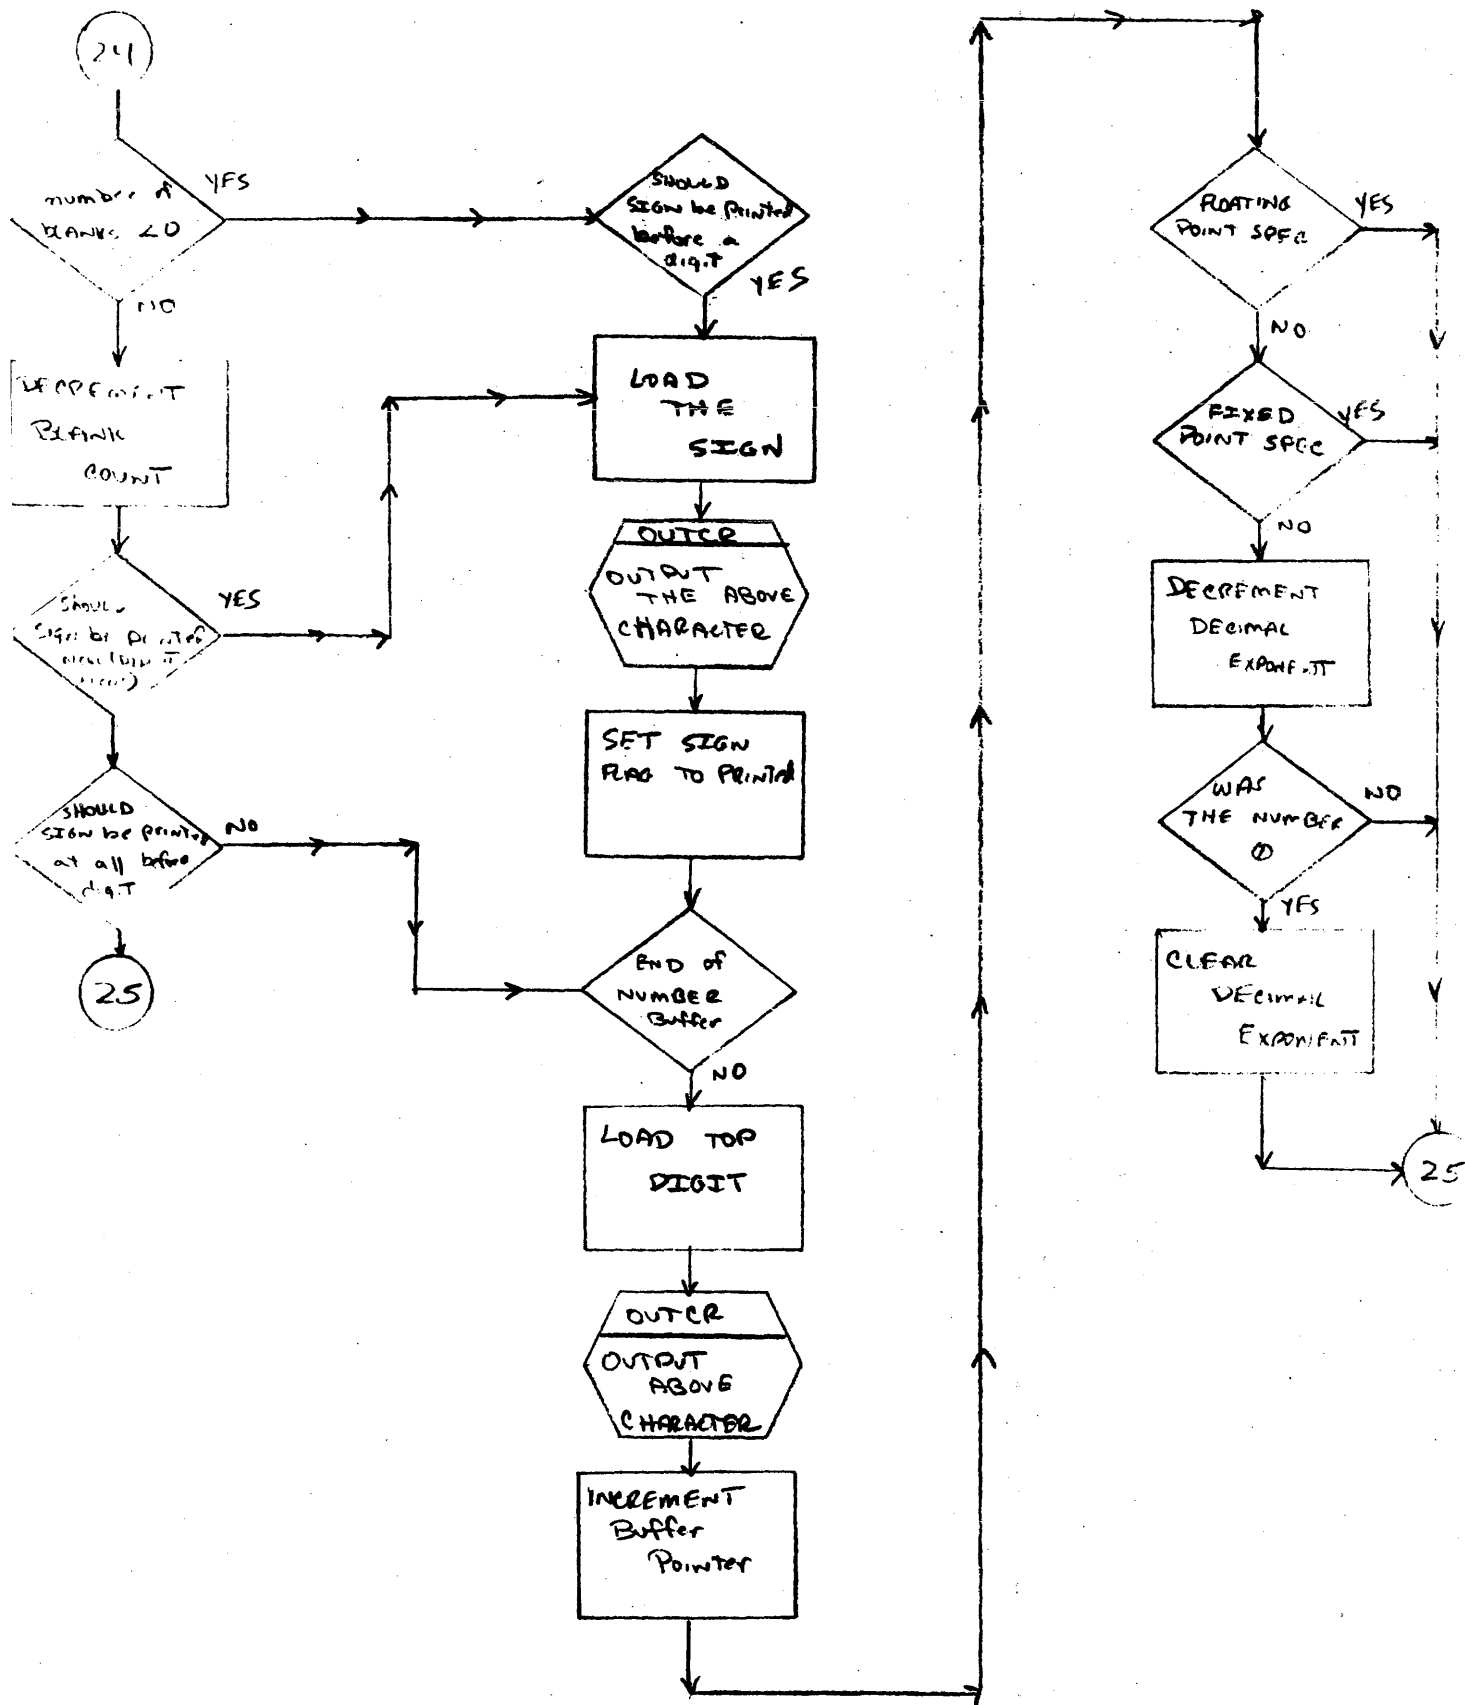 24
number of
blanks <0
YES
NO
DECREMENT
BLANK
COUNT
Sign be printed
YES
SHOULD
SIGN be printed
at all before
digit
NO
25
SHOULD
SIGN be printed
before a
digit
YES
LOAD
THE
SIGN
OUTCR
OUTPUT
THE ABOVE
CHARACTER
SET SIGN
FLAG TO PRINTED
END of
NUMBER
Buffer
NO
LOAD TOP
DIGIT
OUTCR
OUTPUT
ABOVE
CHARACTER
INCREMENT
Buffer
Pointer
FLOATING
POINT SPEC
YES
NO
FIXED
POINT SPEC
YES
NO
DECREMENT
DECIMAL
EXPONENT
WAS
THE NUMBER
0
NO
YES
CLEAR
DECIMAL
EXPONENT
25